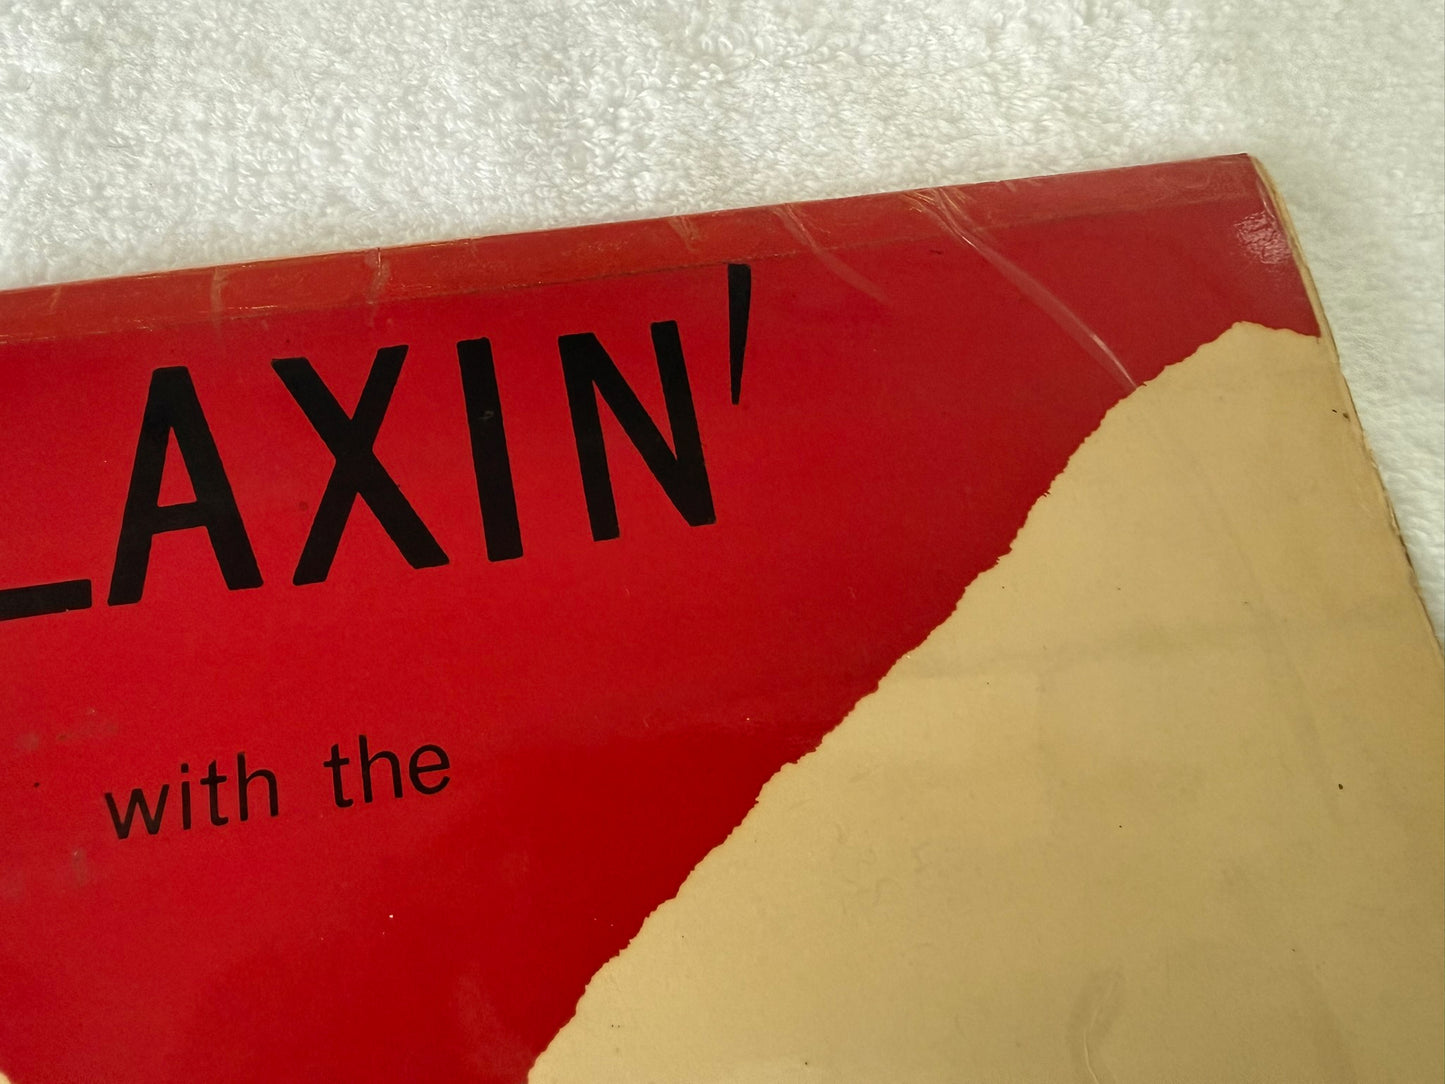 LAXIN'
with the